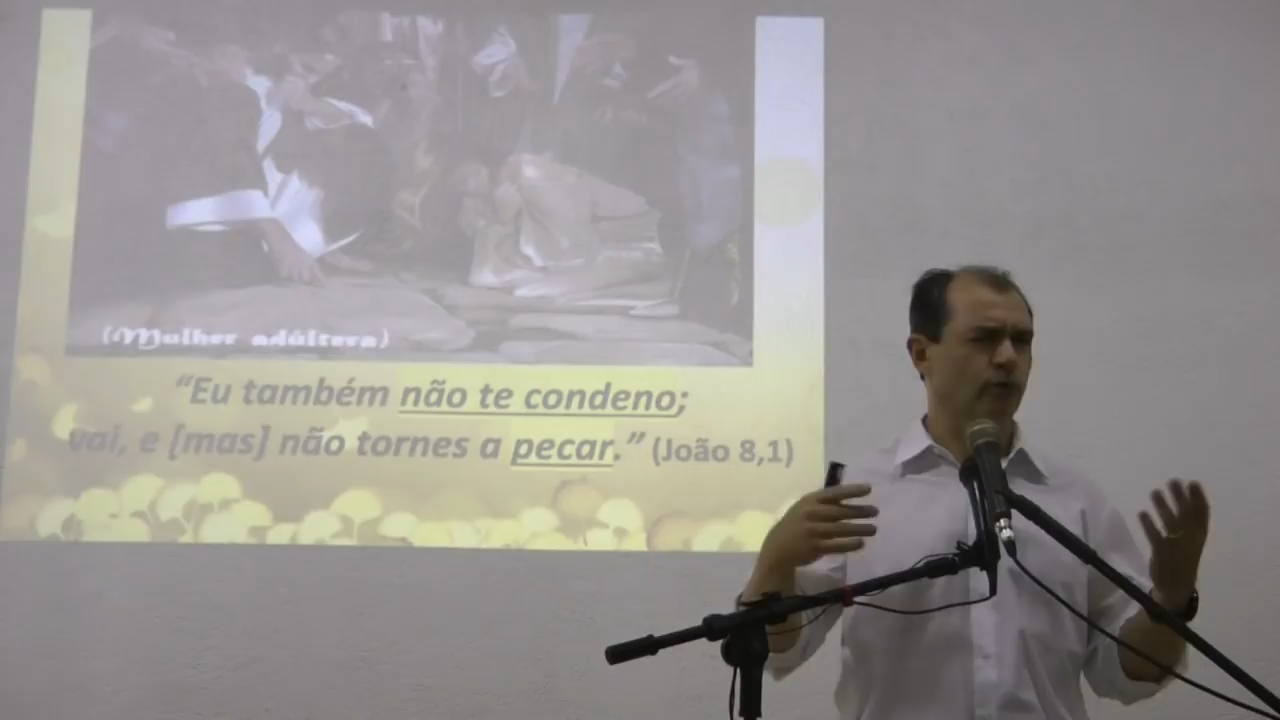 (Mulher adúltera)
“Eu também não te condeno;
vai, e [mas] não tornes a pecar.” (João 8,1)